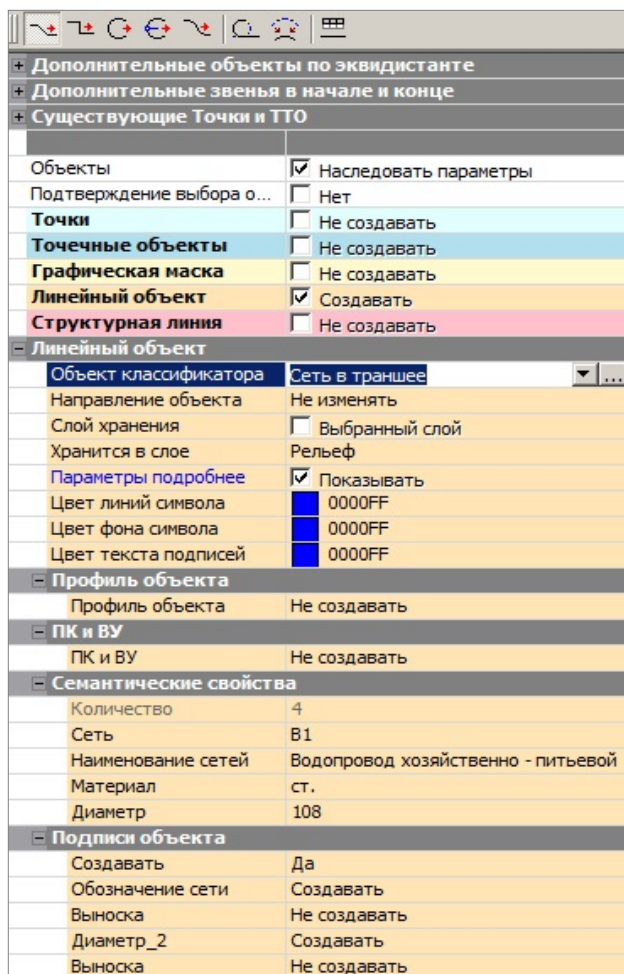 Дополнительные объекты по эквидистанте
Дополнительные звенья в начале и конце
Существующие Точки и ТТО
Объекты Наследовать параметры
Подтверждение выбора о... Нет
Точки Не создавать
Точечные объекты Не создавать
Графическая маска Не создавать
Линейный объект Создавать
Структурная линия Не создавать
Линейный объект
Объект классификатора Сеть в траншее ...
Направление объекта Не изменять
Слой хранения Выбранный слой
Хранится в слое Рельеф
Параметры подробнее Показывать
Цвет линий символа 0000FF
Цвет фона символа 0000FF
Цвет текста подписей 0000FF
Профиль объекта
Профиль объекта Не создавать
ПК и ВУ
ПК и ВУ Не создавать
Семантические свойства
Количество 4
Сеть В1
Наименование сетей Водопровод хозяйственно - питьевой
Материал ст.
Диаметр 108
Подписи объекта
Создавать Да
Обозначение сети Создавать
Выноска Не создавать
Диаметр_2 Создавать
Выноска Не создавать